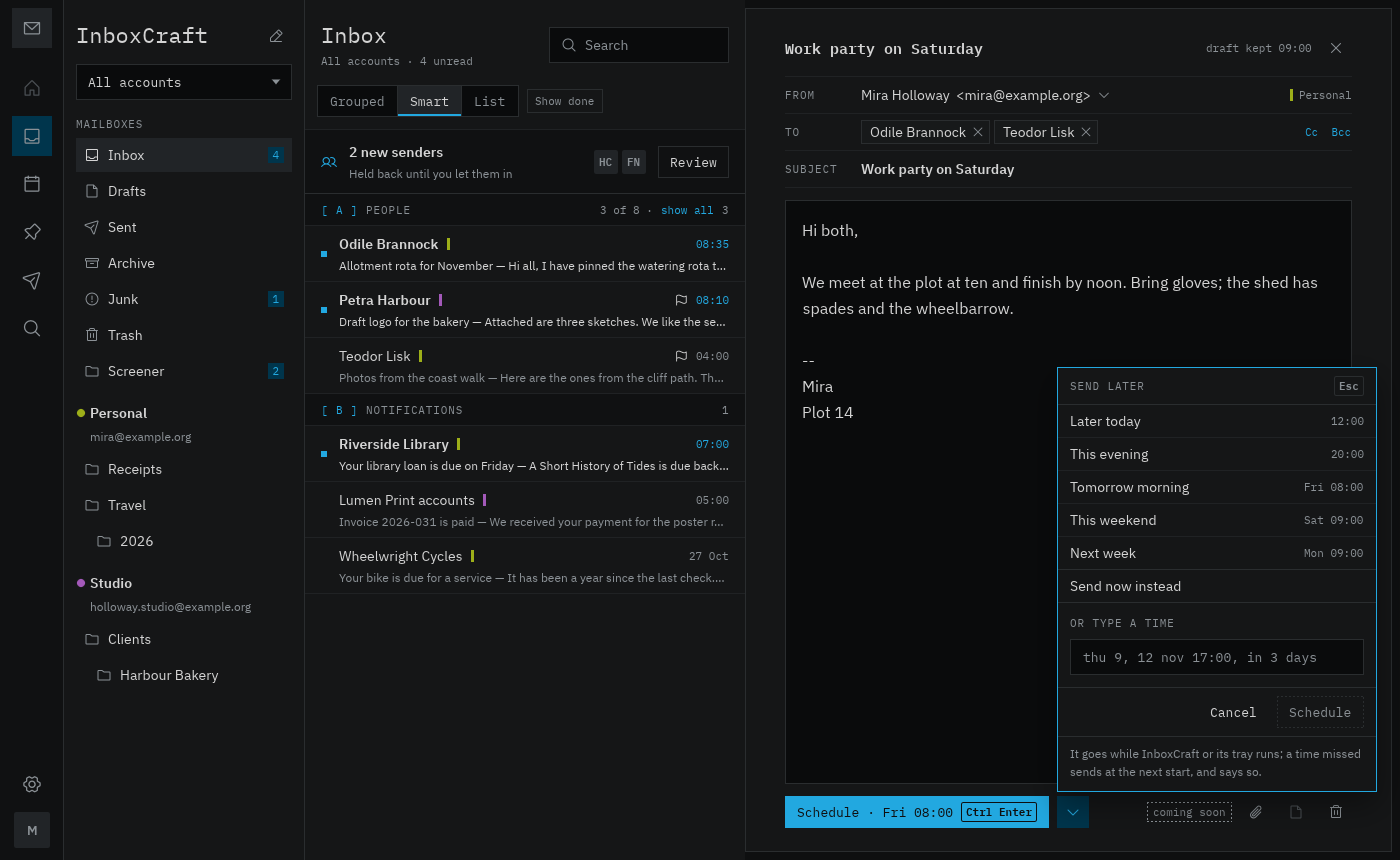 InboxCraft
All accounts
MAILBOXES
Inbox 4
Drafts
Sent
Archive
Junk 1
Trash
Screener 2
Personal
mira@example.org
Receipts
Travel
2026
Studio
holloway.studio@example.org
Clients
Harbour Bakery
M
Inbox
All accounts · 4 unread
Search
Grouped Smart List Show done
2 new senders
Held back until you let them in
HC FN Review
[ A ] PEOPLE 3 of 8 · show all 3
Odile Brannock 08:35
Allotment rota for November — Hi all, I have pinned the watering rota t…
Petra Harbour 08:10
Draft logo for the bakery — Attached are three sketches. We like the se…
Teodor Lisk 04:00
Photos from the coast walk — Here are the ones from the cliff path. Th…
[ B ] NOTIFICATIONS 1
Riverside Library 07:00
Your library loan is due on Friday — A Short History of Tides is due back…
Lumen Print accounts 05:00
Invoice 2026-031 is paid — We received your payment for the poster r…
Wheelwright Cycles 27 Oct
Your bike is due for a service — It has been a year since the last check.…
Work party on Saturday draft kept 09:00
FROM Mira Holloway <mira@example.org> Personal
TO Odile Brannock Teodor Lisk Cc Bcc
SUBJECT Work party on Saturday
Hi both,
We meet at the plot at ten and finish by noon. Bring gloves; the shed has
spades and the wheelbarrow.
--
Mira
Plot 14
SEND LATER Esc
Later today 12:00
This evening 20:00
Tomorrow morning Fri 08:00
This weekend Sat 09:00
Next week Mon 09:00
Send now instead
OR TYPE A TIME
thu 9, 12 nov 17:00, in 3 days
Cancel Schedule
It goes while InboxCraft or its tray runs; a time missed
sends at the next start, and says so.
Schedule · Fri 08:00 Ctrl Enter
coming soon